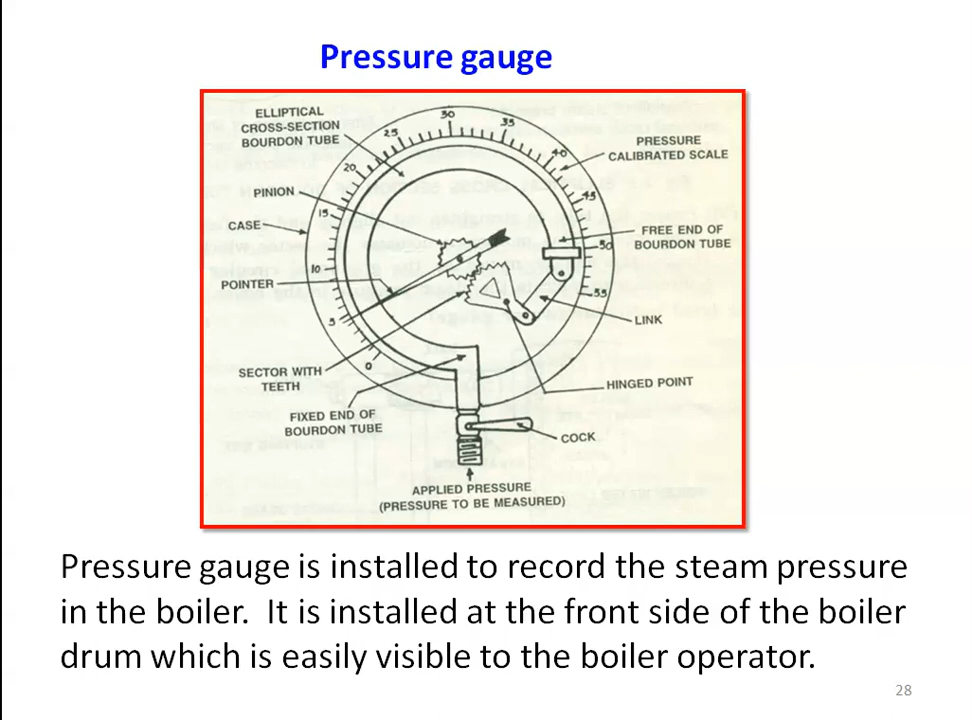 Pressure gauge
ELLIPTICAL
CROSS-SECTION
BOURDON TUBE
PINION
CASE
POINTER
SECTOR WITH
TEETH
FIXED END OF
BOURDON TUBE
0
5
10
15
20
25
30
35
40
45
50
55
PRESSURE
CALIBRATED SCALE
FREE END OF
BOURDON TUBE
LINK
HINGED POINT
COCK
APPLIED PRESSURE
(PRESSURE TO BE MEASURED)
Pressure gauge is installed to record the steam pressure
in the boiler. It is installed at the front side of the boiler
drum which is easily visible to the boiler operator.
28